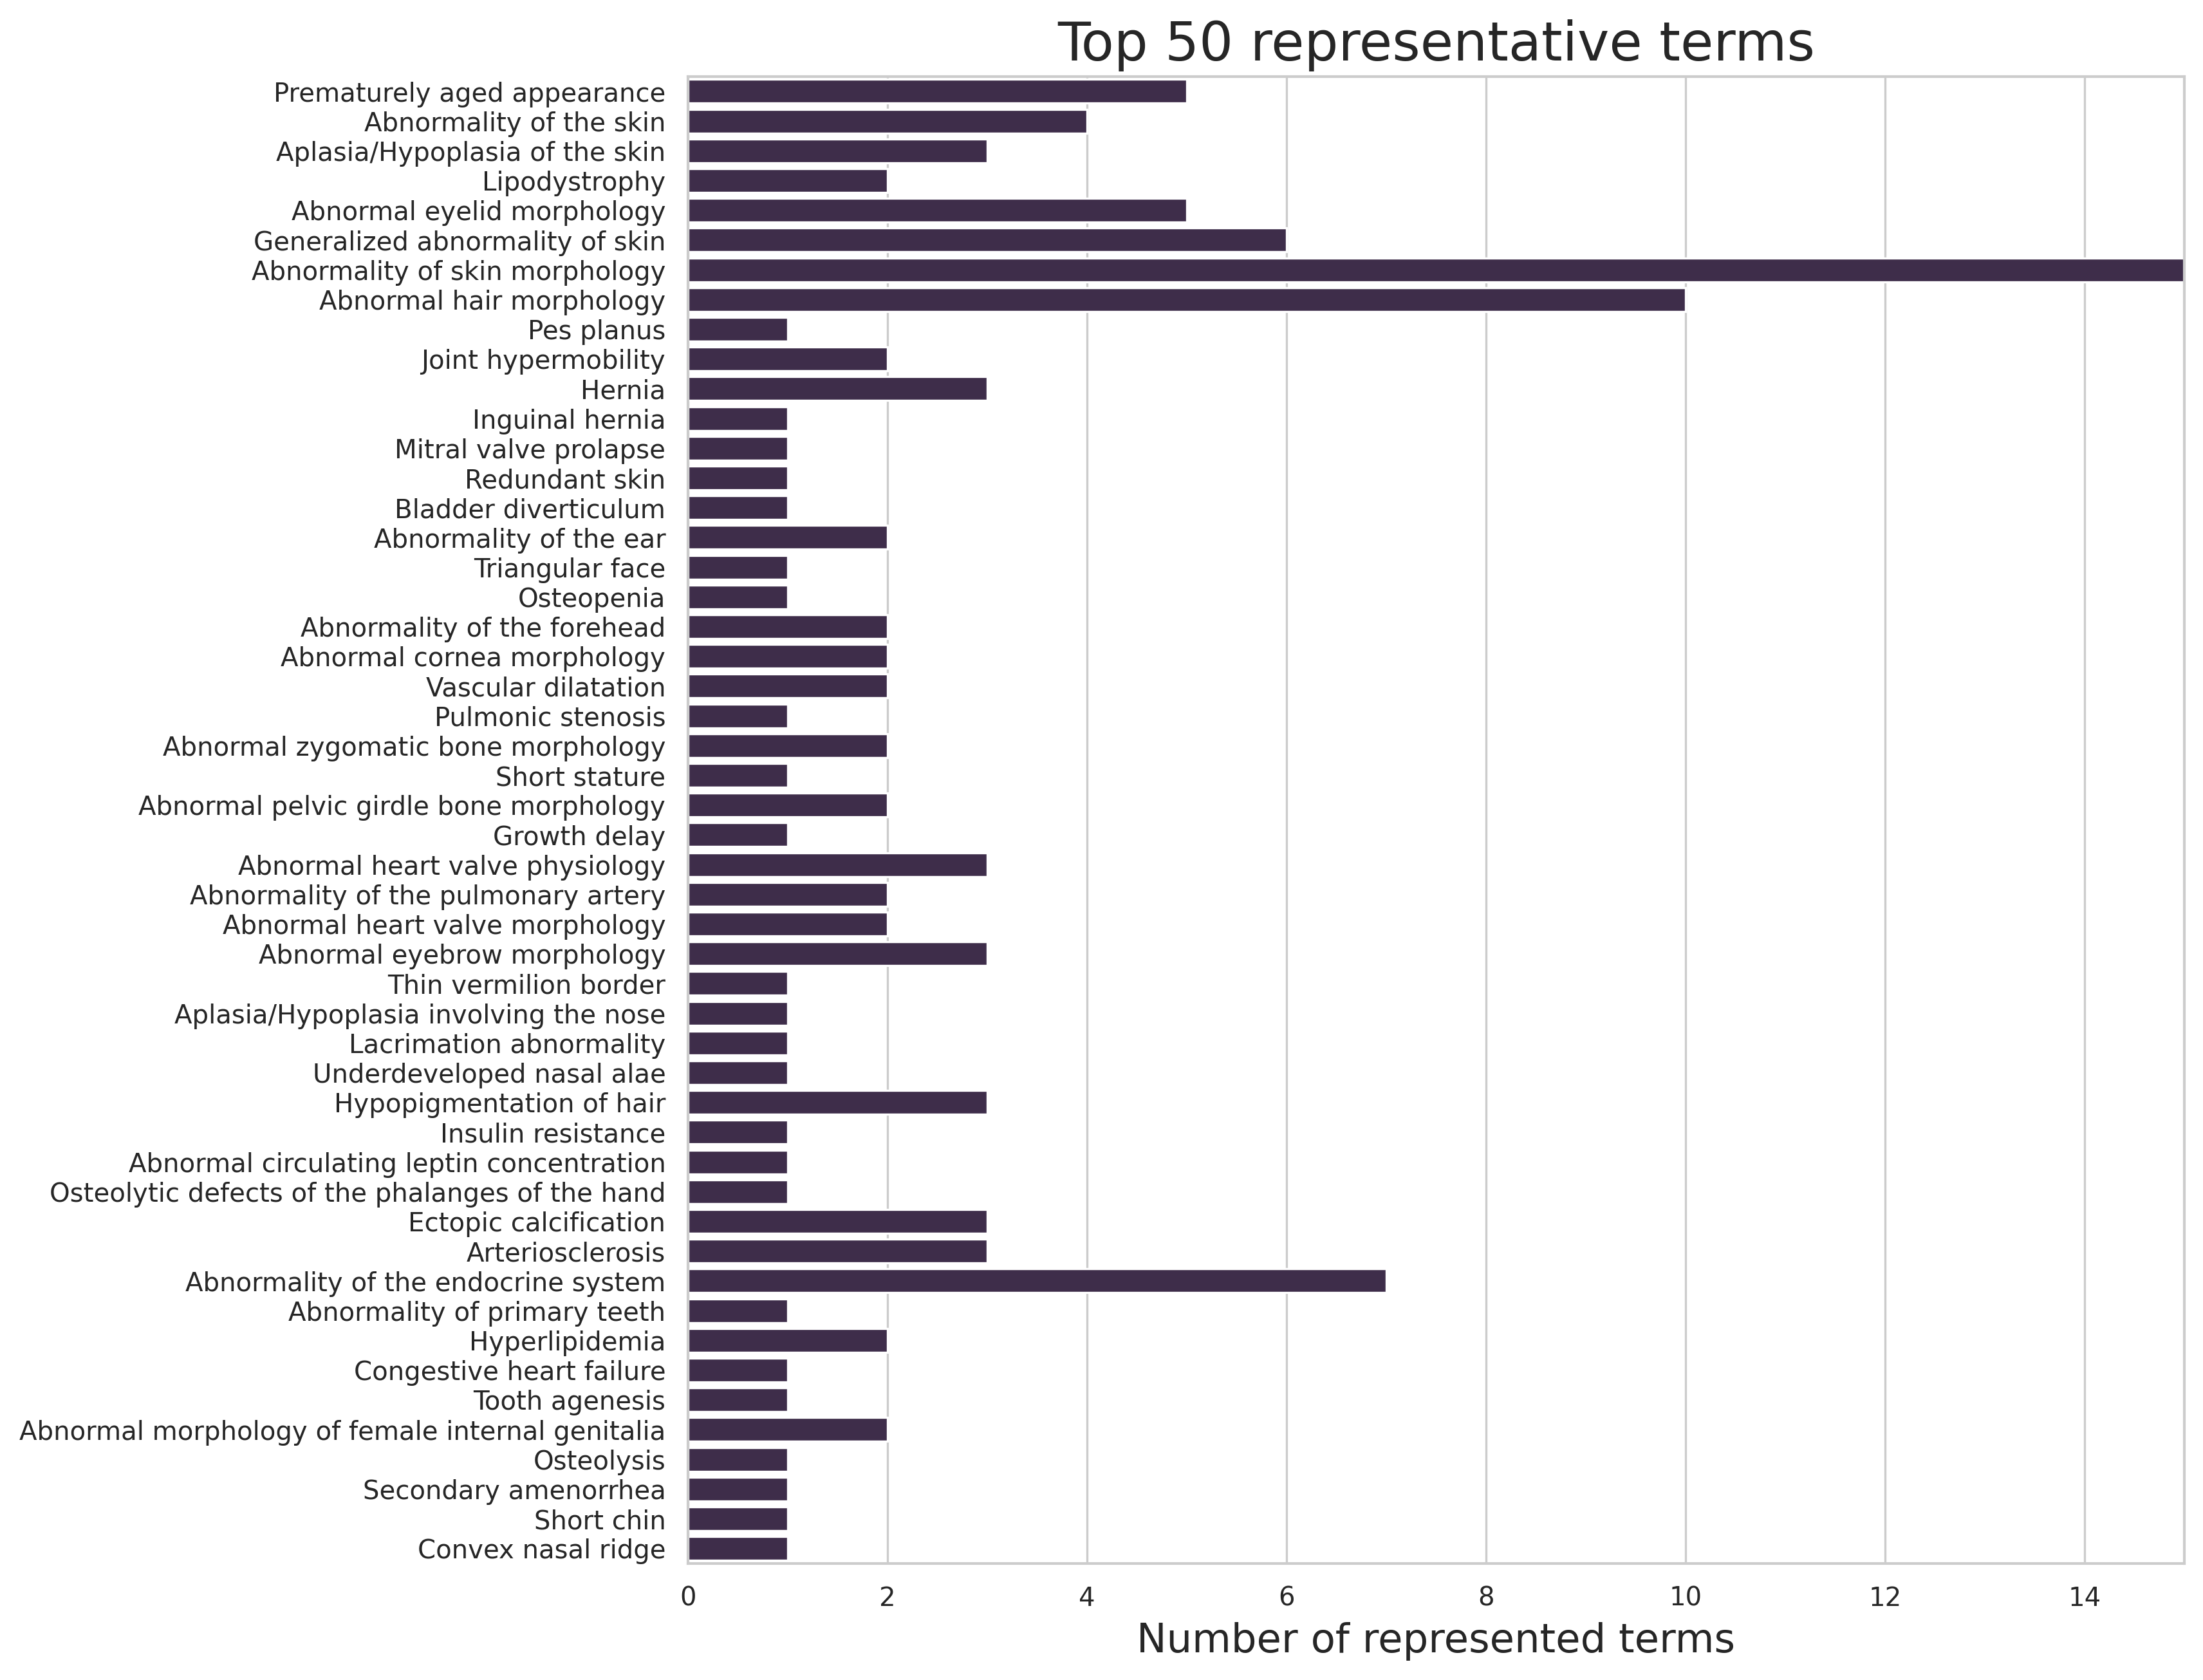 Top 50 representative terms
Prematurely aged appearance
Abnormality of the skin
Aplasia/Hypoplasia of the skin
Lipodystrophy
Abnormal eyelid morphology
Generalized abnormality of skin
Abnormality of skin morphology
Abnormal hair morphology
Pes planus
Joint hypermobility
Hernia
Inguinal hernia
Mitral valve prolapse
Redundant skin
Bladder diverticulum
Abnormality of the ear
Triangular face
Osteopenia
Abnormality of the forehead
Abnormal cornea morphology
Vascular dilatation
Pulmonic stenosis
Abnormal zygomatic bone morphology
Short stature
Abnormal pelvic girdle bone morphology
Growth delay
Abnormal heart valve physiology
Abnormality of the pulmonary artery
Abnormal heart valve morphology
Abnormal eyebrow morphology
Thin vermilion border
Aplasia/Hypoplasia involving the nose
Lacrimation abnormality
Underdeveloped nasal alae
Hypopigmentation of hair
Insulin resistance
Abnormal circulating leptin concentration
Osteolytic defects of the phalanges of the hand
Ectopic calcification
Arteriosclerosis
Abnormality of the endocrine system
Abnormality of primary teeth
Hyperlipidemia
Congestive heart failure
Tooth agenesis
Abnormal morphology of female internal genitalia
Osteolysis
Secondary amenorrhea
Short chin
Convex nasal ridge
0 2 4 6 8 10 12 14
Number of represented terms